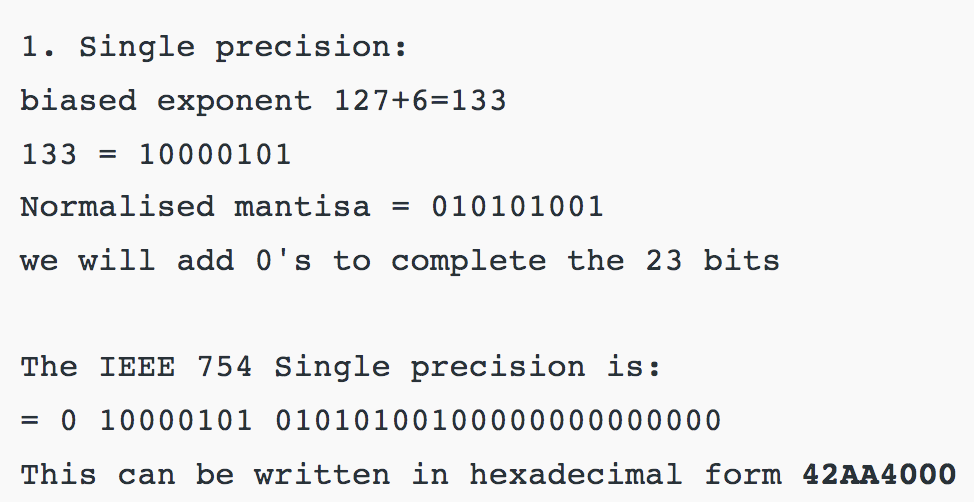 1. Single precision:
biased exponent 127+6=133
133 = 10000101
Normalised mantisa = 010101001
we will add 0's to complete the 23 bits
The IEEE 754 Single precision is:
= 0 10000101 01010100100000000000000
This can be written in hexadecimal form 42AA4000